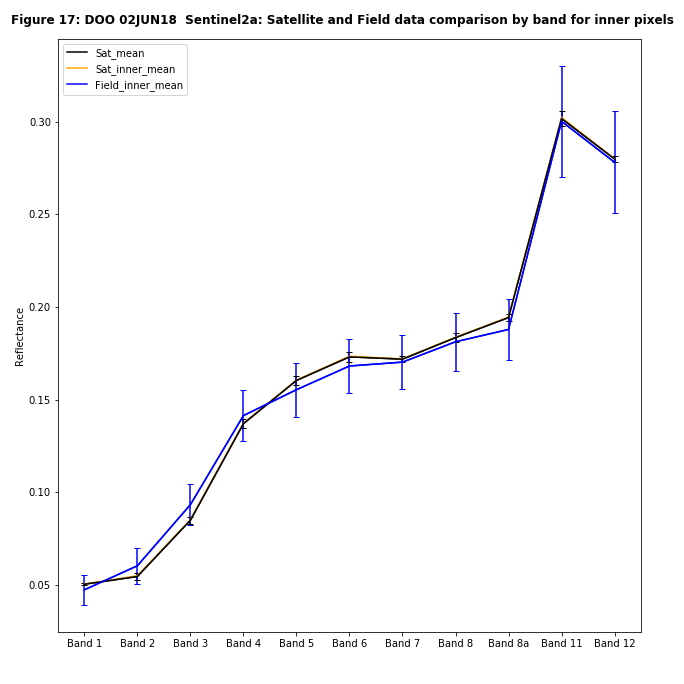 Figure 17: DOO 02JUN18  Sentinel2a: Satellite and Field data comparison by band for inner pixels
Sat_mean
Sat_inner_mean
Field_inner_mean
Reflectance
0.30
0.25
0.20
0.15
0.10
0.05
Band 1 Band 2 Band 3 Band 4 Band 5 Band 6 Band 7 Band 8 Band 8a Band 11 Band 12